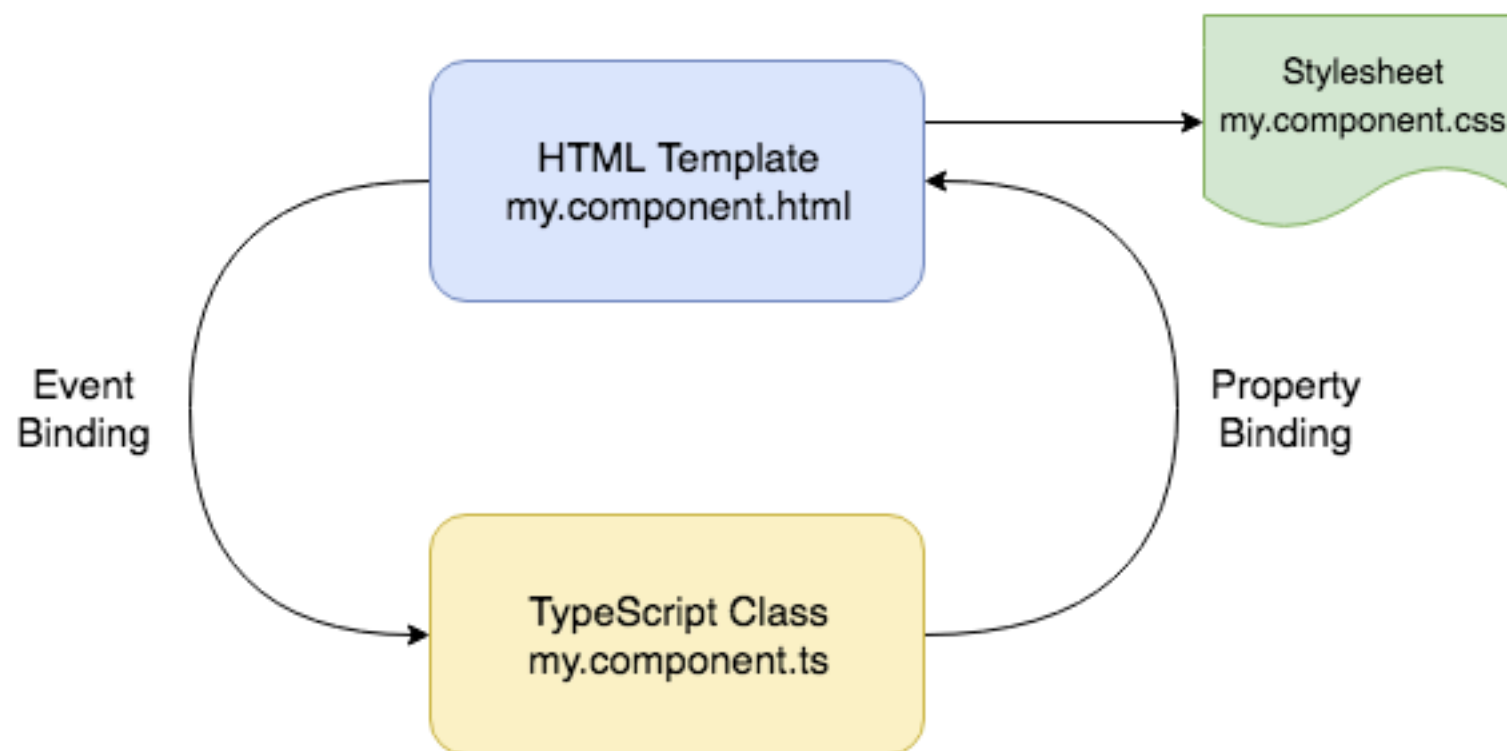 Stylesheet
my.component.css
HTML Template
my.component.html
Event
Binding
Property
Binding
TypeScript Class
my.component.ts